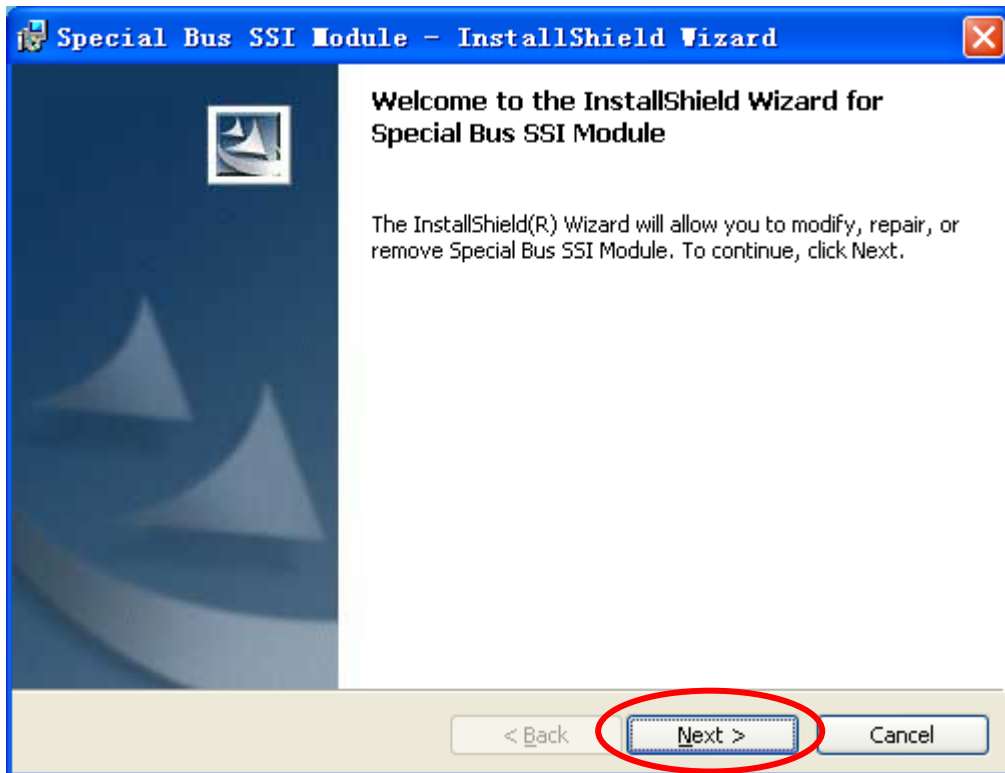 Special Bus SSI Module - InstallShield Wizard
Welcome to the InstallShield Wizard for
Special Bus SSI Module
The InstallShield(R) Wizard will allow you to modify, repair, or
remove Special Bus SSI Module. To continue, click Next.
< Back
Next >
Cancel